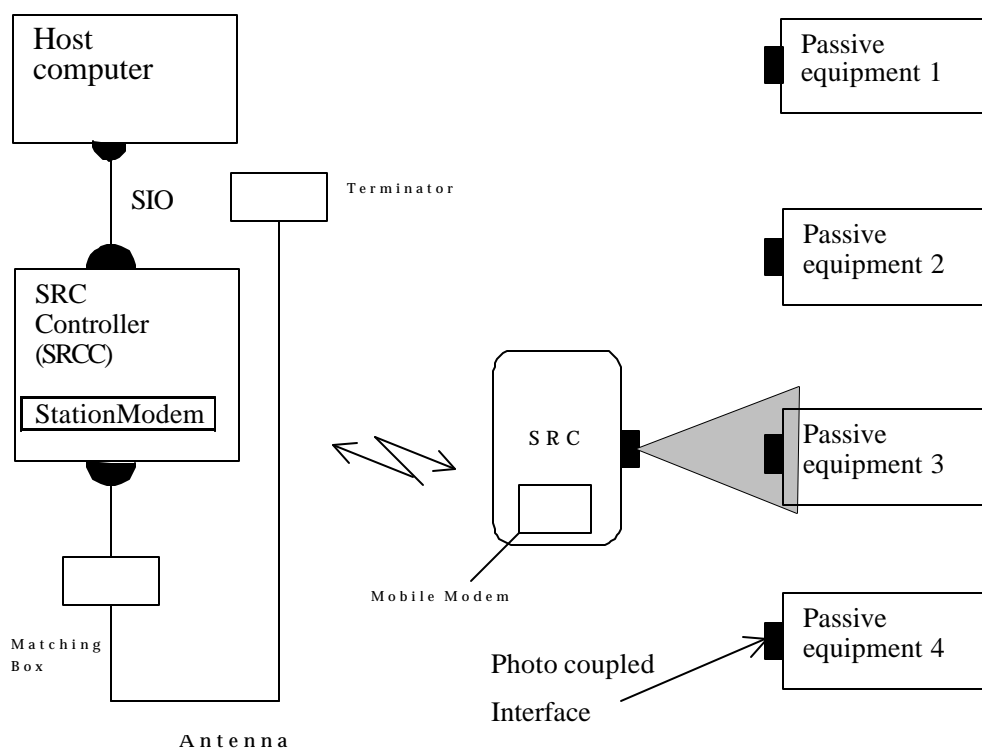 Host
computer
SIO
Terminator
SRC
Controller
(SRCC)
StationModem
Matching
Box
Antenna
SRC
Mobile Modem
Passive
equipment 1
Passive
equipment 2
Passive
equipment 3
Passive
equipment 4
Photo coupled
Interface